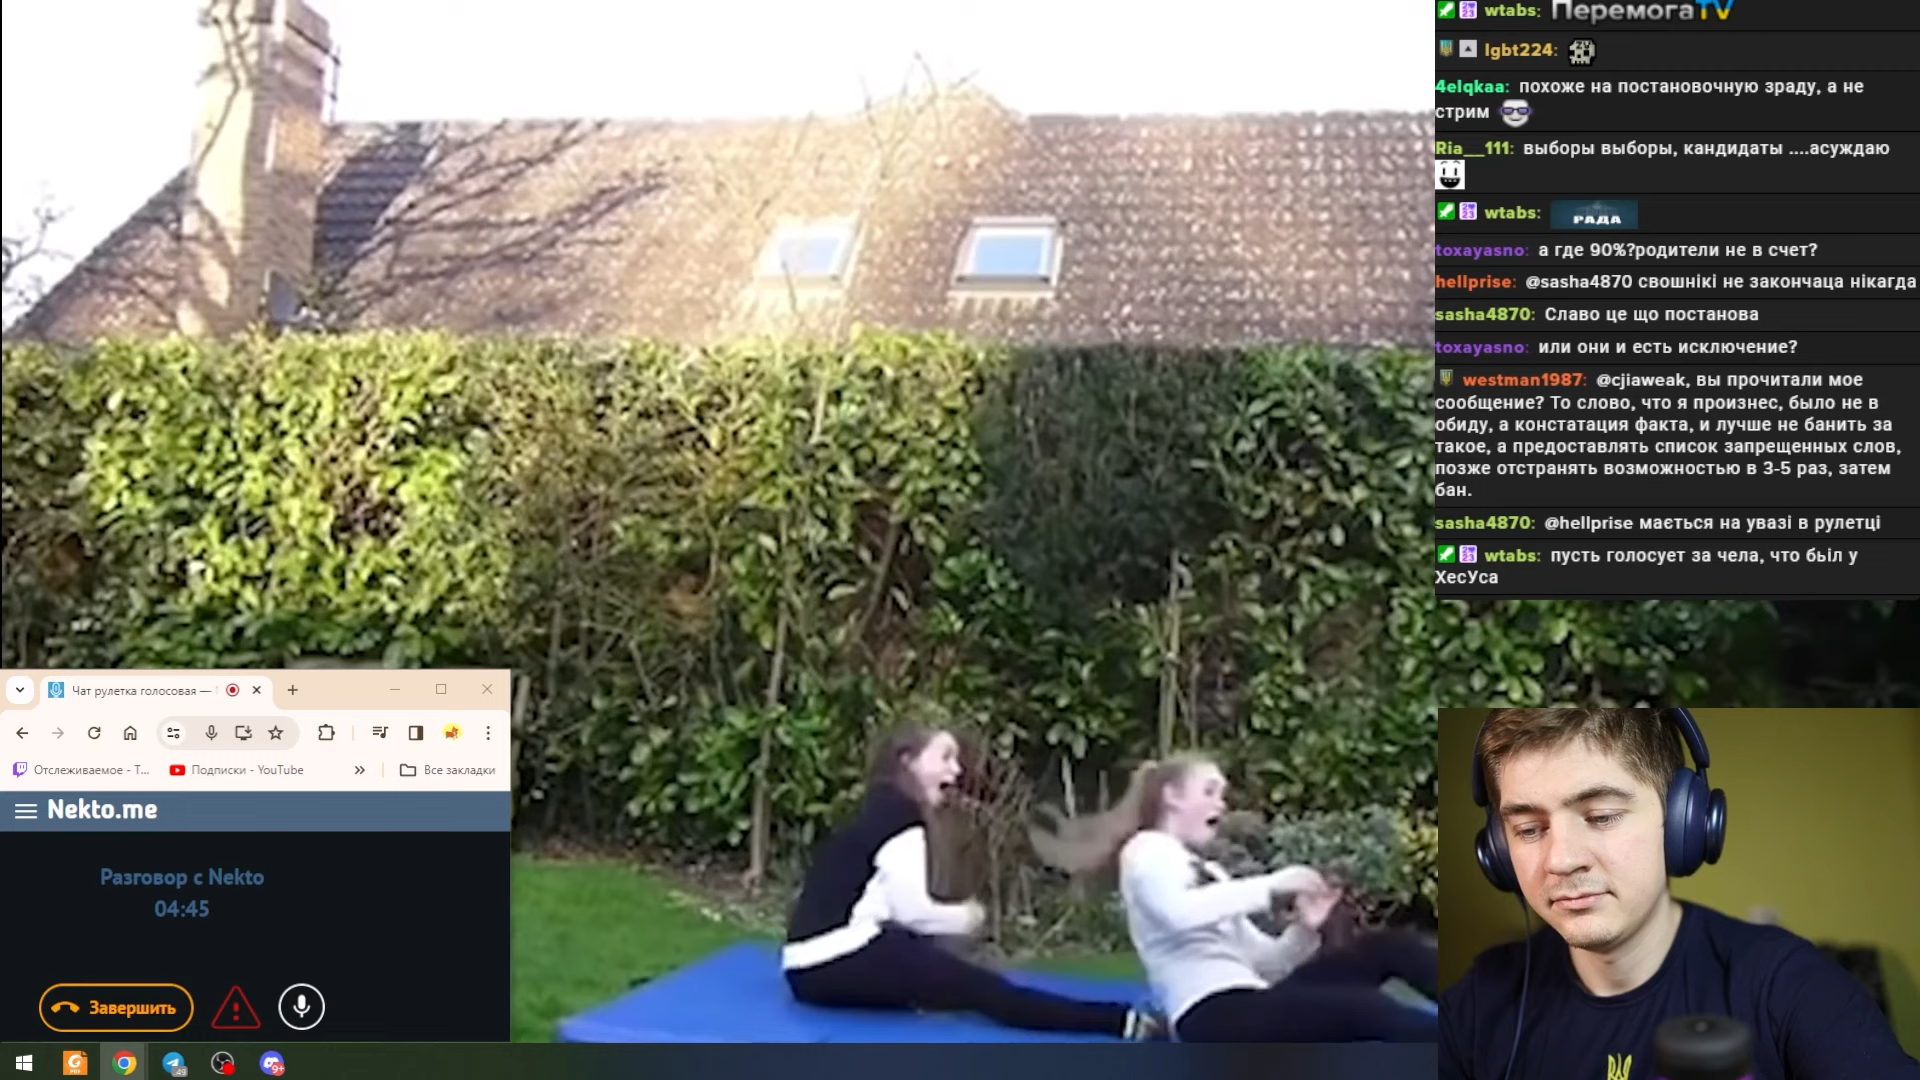 wtabs: ПеремогаTV
lgbt224:
4elqkaa: похоже на постановочную зраду, а не
стрим
Ria__111: выборы выборы, кандидаты ....асуждаю
wtabs: РАДА
toxayasno: а где 90%?родители не в счет?
hellprise: @sasha4870 свошнікі не закончаца нікагда
sasha4870: Славо це що постанова
toxayasno: или они и есть исключение?
westman1987: @cjiaweak, вы прочитали мое
сообщение? То слово, что я произнес, было не в
обиду, а констатация факта, и лучше не банить за
такое, а предоставлять список запрещенных слов,
позже отстранять возможностью в 3-5 раз, затем
бан.
sasha4870: @hellprise мається на увазі в рулетці
wtabs: пусть голосует за чела, что был у
ХесУса
Чат рулетка голосовая —
Отслеживаемое - T...
Подписки - YouTube
Все закладки
Nekto.me
Разговор с Nekto
04:45
Завершить
49
9+